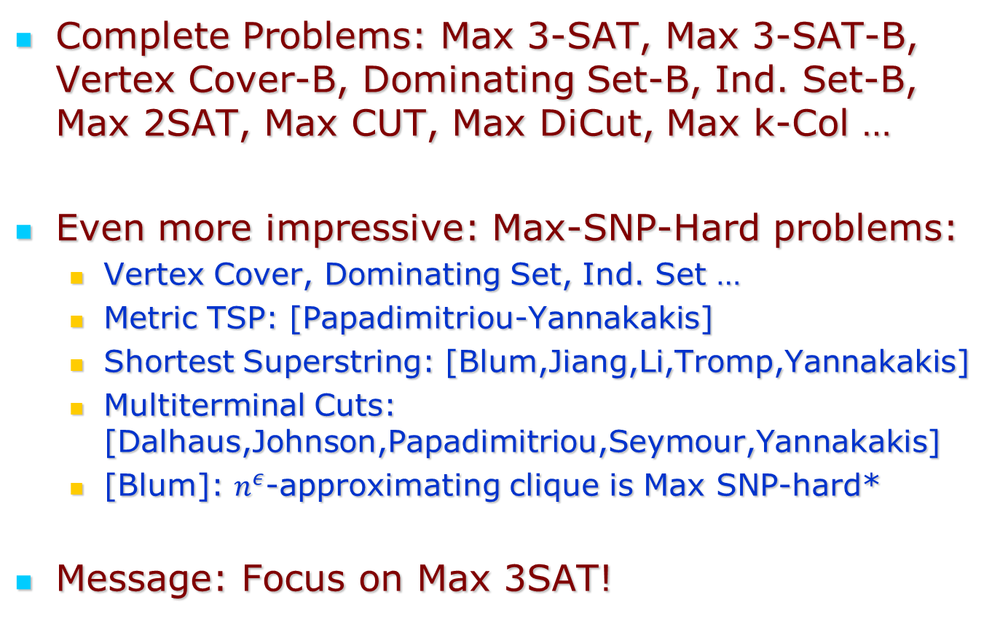 Complete Problems: Max 3-SAT, Max 3-SAT-B,
Vertex Cover-B, Dominating Set-B, Ind. Set-B,
Max 2SAT, Max CUT, Max DiCut, Max k-Col …
Even more impressive: Max-SNP-Hard problems:
Vertex Cover, Dominating Set, Ind. Set …
Metric TSP: [Papadimitriou-Yannakakis]
Shortest Superstring: [Blum,Jiang,Li,Tromp,Yannakakis]
Multiterminal Cuts:
[Dalhaus,Johnson,Papadimitriou,Seymour,Yannakakis]
[Blum]: $n^{\epsilon}$-approximating clique is Max SNP-hard*
Message: Focus on Max 3SAT!